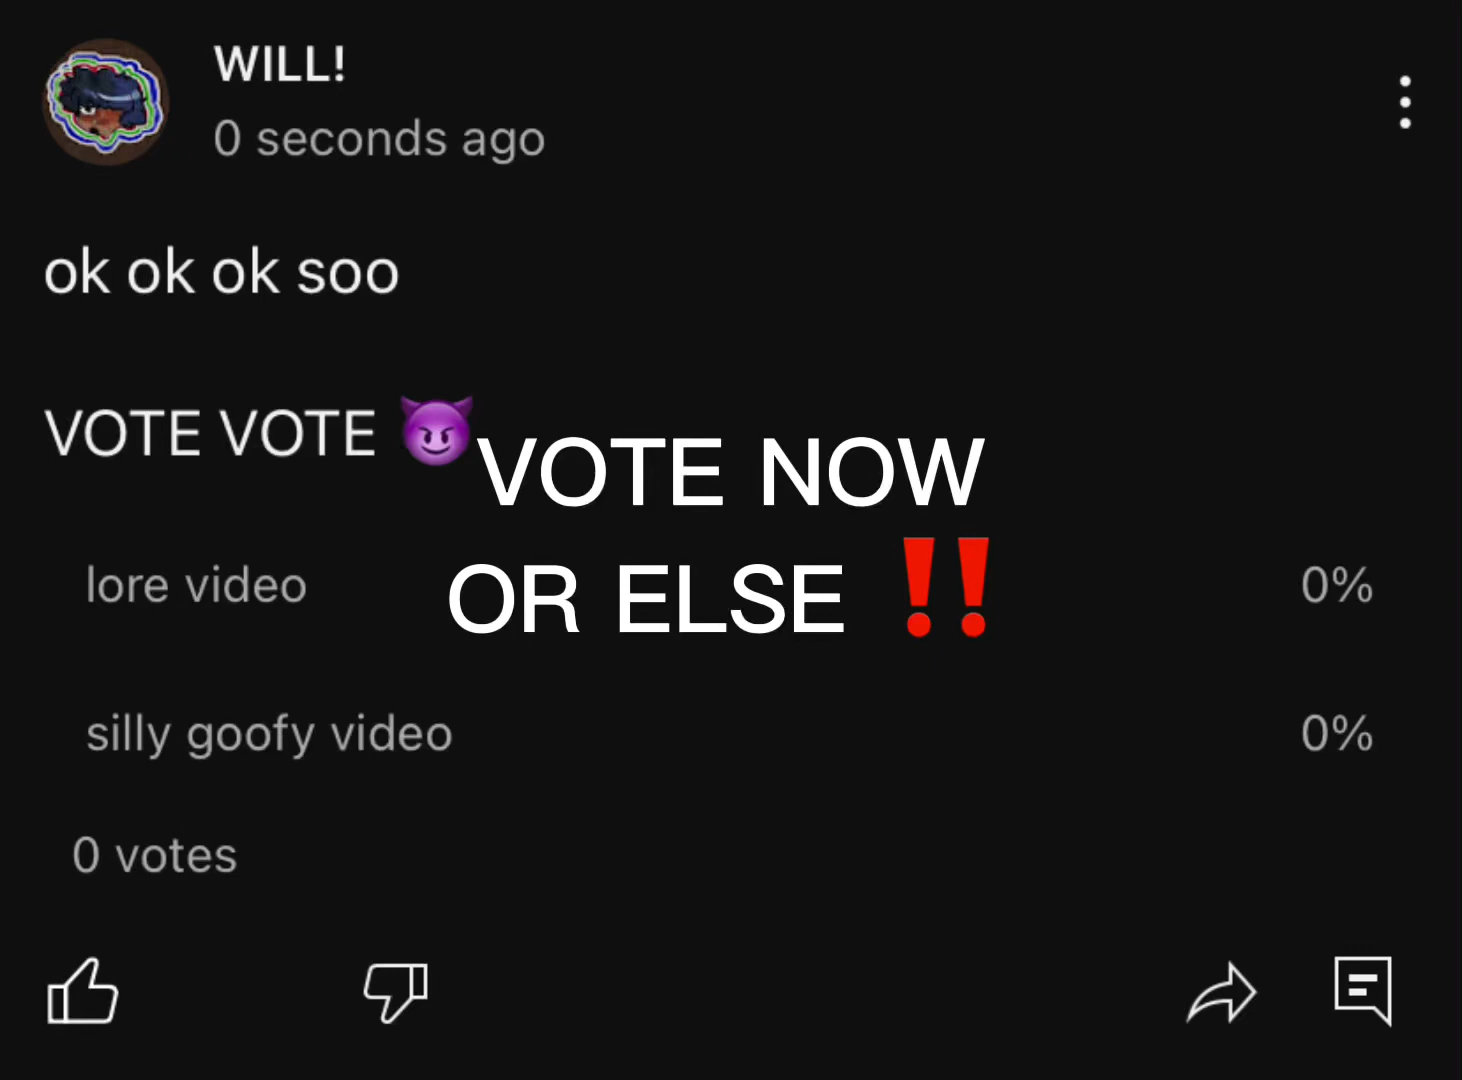 WILL!
0 seconds ago
ok ok ok soo
VOTE VOTE 😈
VOTE NOW
OR ELSE ‼️
lore video
0%
silly goofy video
0%
0 votes